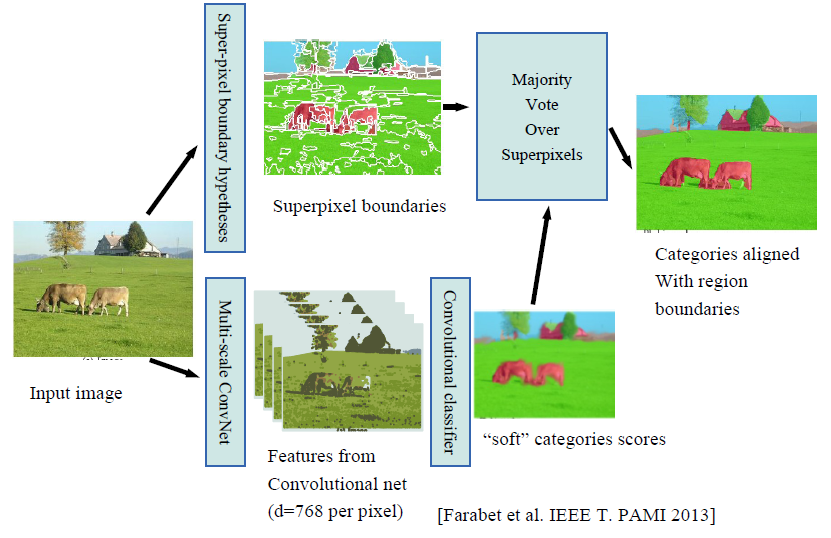 Super-pixel boundary hypetheses
Superpixel boundaries
Majority
Vote
Over
Superpixels
Categories aligned
With region
boundaries
Input image
Multi-scale ConvNet
Features from
Convolutional net
(d=768 per pixel)
Convolutional classifier
“soft” categories scores
[Farabet et al. IEEE T. PAMI 2013]